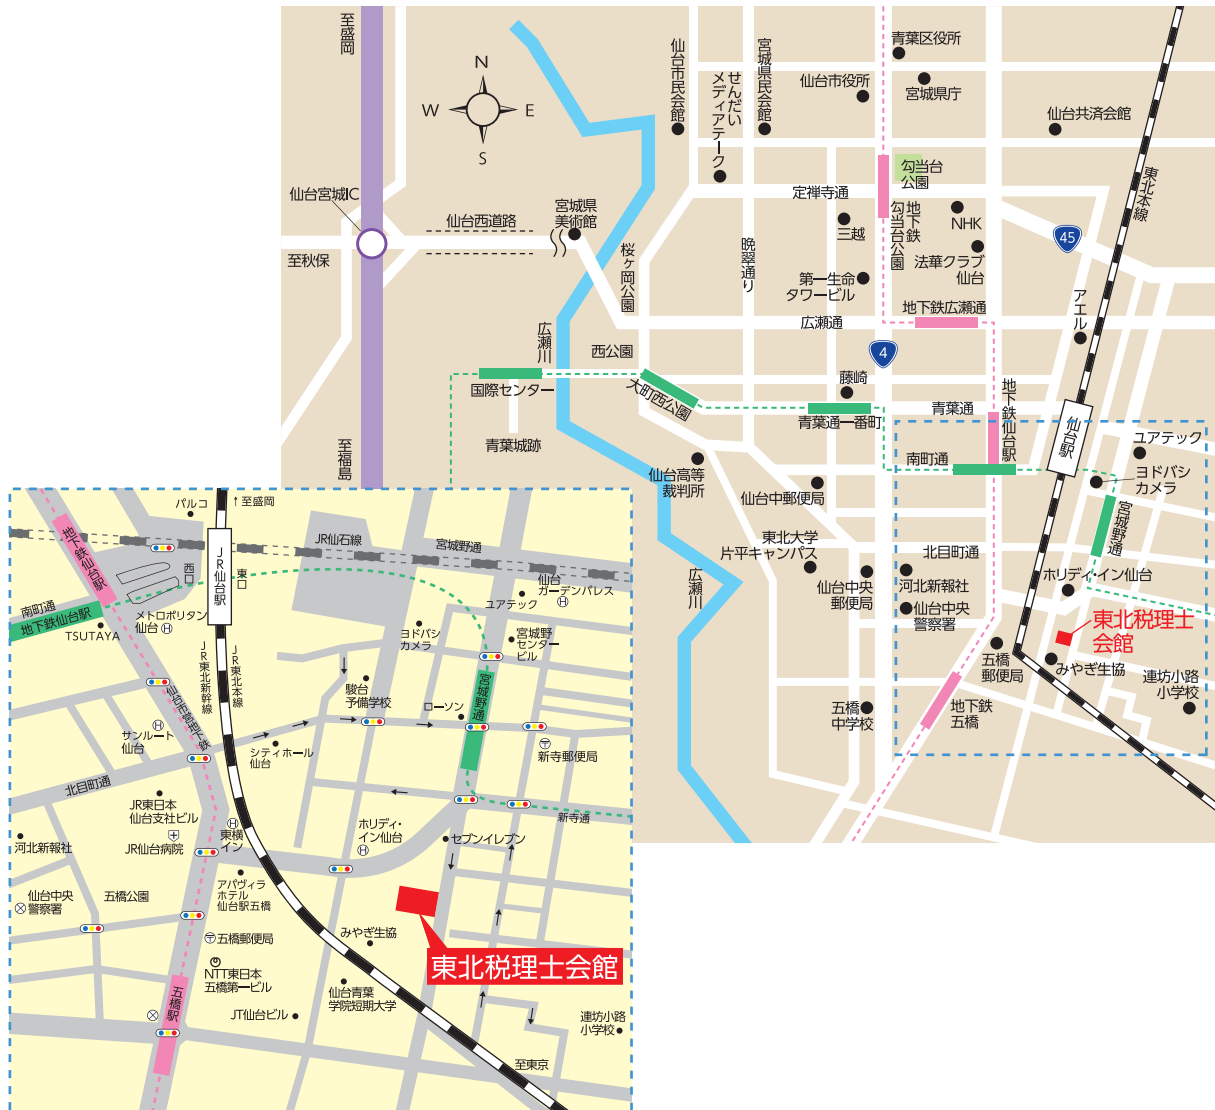 至盛岡
N
W
E
S
仙台宮城IC
至秋保
仙台西道路
宮城県
美術館
至福島
仙台市民会館
せんだい
メディアテーク
宮城県民会館
仙台市役所
青葉区役所
宮城県庁
仙台共済会館
勾当台
公園
定禅寺通
三越
地下鉄
勾当台公園
NHK
法華クラブ
仙台
東北本線
45
桜ヶ岡公園
晩翠通り
第一生命
タワービル
地下鉄広瀬通
広瀬通
アエル
広瀬川
西公園
4
国際センター
大町西公園
藤崎
青葉通一番町
青葉通
地下鉄仙台駅
仙台駅
青葉城跡
南町通
ユアテック
ヨドバシ
カメラ
仙台高等
裁判所
仙台中郵便局
宮城野通
東北大学
片平キャンパス
北目町通
広瀬川
仙台中央
郵便局
河北新報社
ホリディ・イン仙台
仙台中央
警察署
東北税理士
会館
五橋
郵便局
みやぎ生協
連坊小路
小学校
五橋
中学校
地下鉄
五橋
パルコ
↑至盛岡
地下鉄仙台駅
JR仙台駅
JR仙石線
宮城野通
西口
東口
仙台
ガーデンパレス
H
南町通
地下鉄仙台駅
TSUTAYA
メトロポリタン
仙台 H
ユアテック
ヨドバシ
カメラ
宮城野
センター
ビル
JR東北新幹線
JR東北本線
仙台市営地下鉄
駿台
予備学校
宮城野通
ローソン
H
サンルート
仙台
シティホール
仙台
新寺郵便局
北目町通
JR東日本
仙台支社ビル
新寺通
河北新報社
JR仙台病院
H
東横
イン
ホリディ・
イン仙台
H
セブンイレブン
アパヴィラ
ホテル
仙台駅五橋
仙台中央
警察署
五橋公園
五橋郵便局
みやぎ生協
東北税理士会館
NTT東日本
五橋第一ビル
仙台青葉
学院短期大学
五橋駅
JT仙台ビル
連坊小路
小学校
至東京